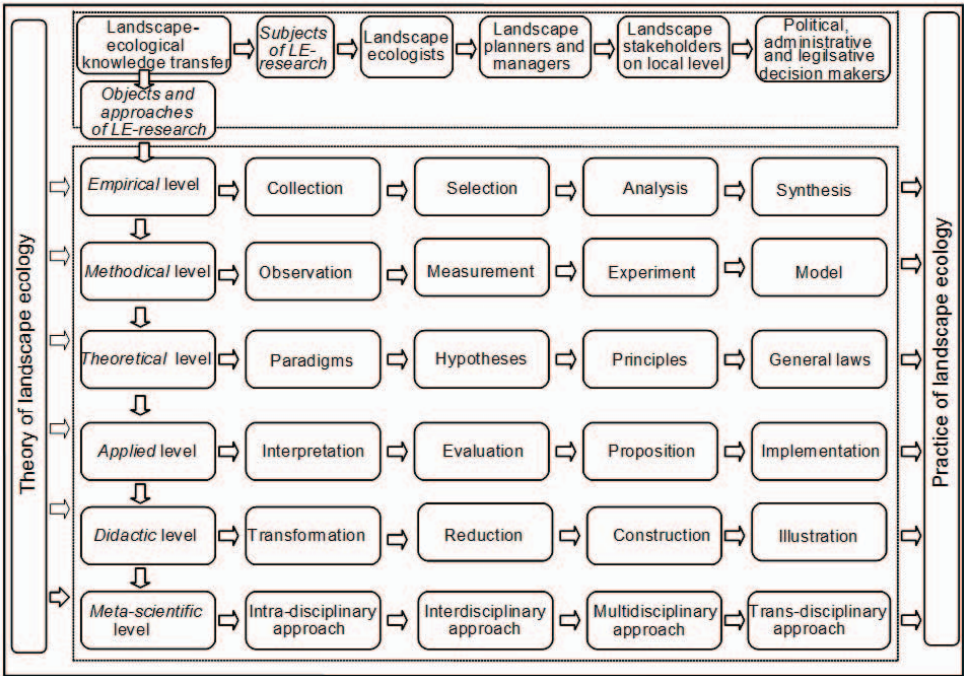 Landscape-
ecological
knowledge transfer
Subjects of LE-
research
Landscape
ecologists
Landscape
planners and
managers
Landscape
stakeholders
on local level
Political,
administrative
and legilsative
decision makers
Objects and
approaches
of LE-research
Theory of landscape ecology
Empirical level
Collection
Selection
Analysis
Synthesis
Methodical level
Observation
Measurement
Experiment
Model
Theoretical level
Paradigms
Hypotheses
Principles
General laws
Applied level
Interpretation
Evaluation
Proposition
Implementation
Didactic level
Transformation
Reduction
Construction
Illustration
Meta-scientific
level
Intra-disciplinary
approach
Interdisciplinary
approach
Multidisciplinary
approach
Trans-disciplinary
approach
Practice of landscape ecology